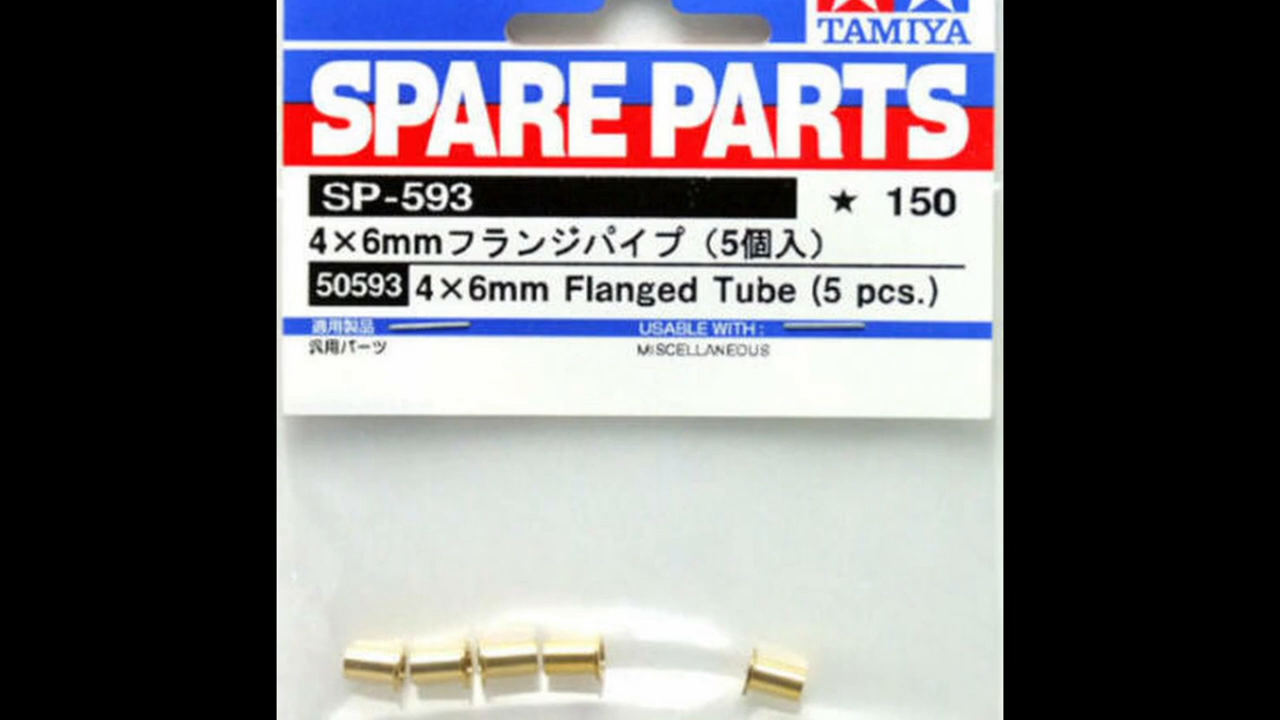 TAMIYA
SPARE PARTS
SP-593 ★ 150
4×6mmフランジパイプ（5個入）
50593 4×6mm Flanged Tube (5 pcs.)
適用製品 USABLE WITH :
汎用パーツ MISCELLANEOUS